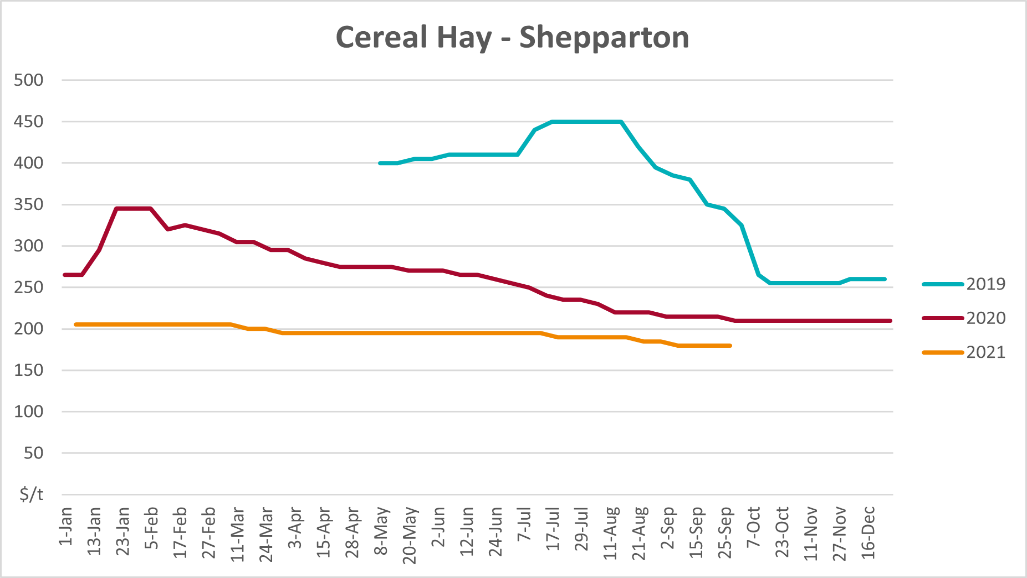 Cereal Hay - Shepparton
500
450
400
350
300
250
200
150
100
50
$/t
1-Jan
13-Jan
23-Jan
5-Feb
17-Feb
27-Feb
11-Mar
24-Mar
3-Apr
15-Apr
28-Apr
8-May
20-May
2-Jun
12-Jun
24-Jun
7-Jul
17-Jul
29-Jul
11-Aug
21-Aug
2-Sep
15-Sep
25-Sep
7-Oct
23-Oct
11-Nov
27-Nov
16-Dec
2019
2020
2021